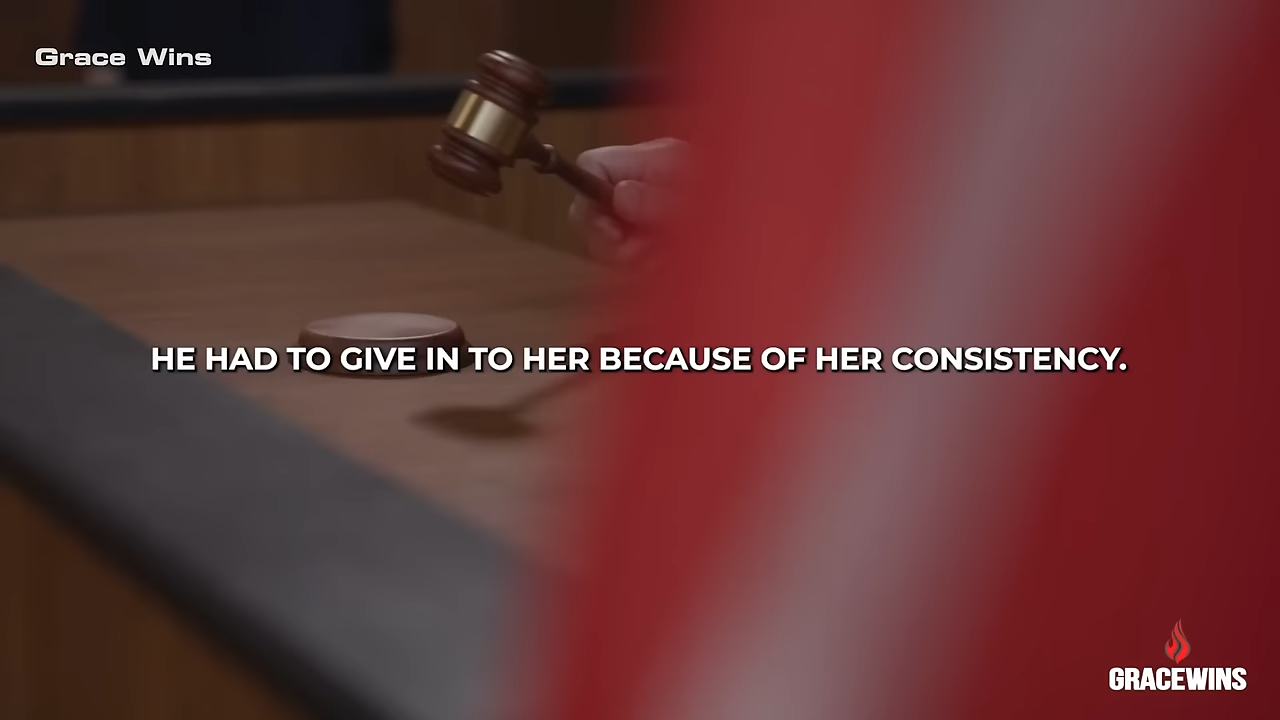 Grace Wins
HE HAD TO GIVE IN TO HER BECAUSE OF HER CONSISTENCY.
GRACEWINS